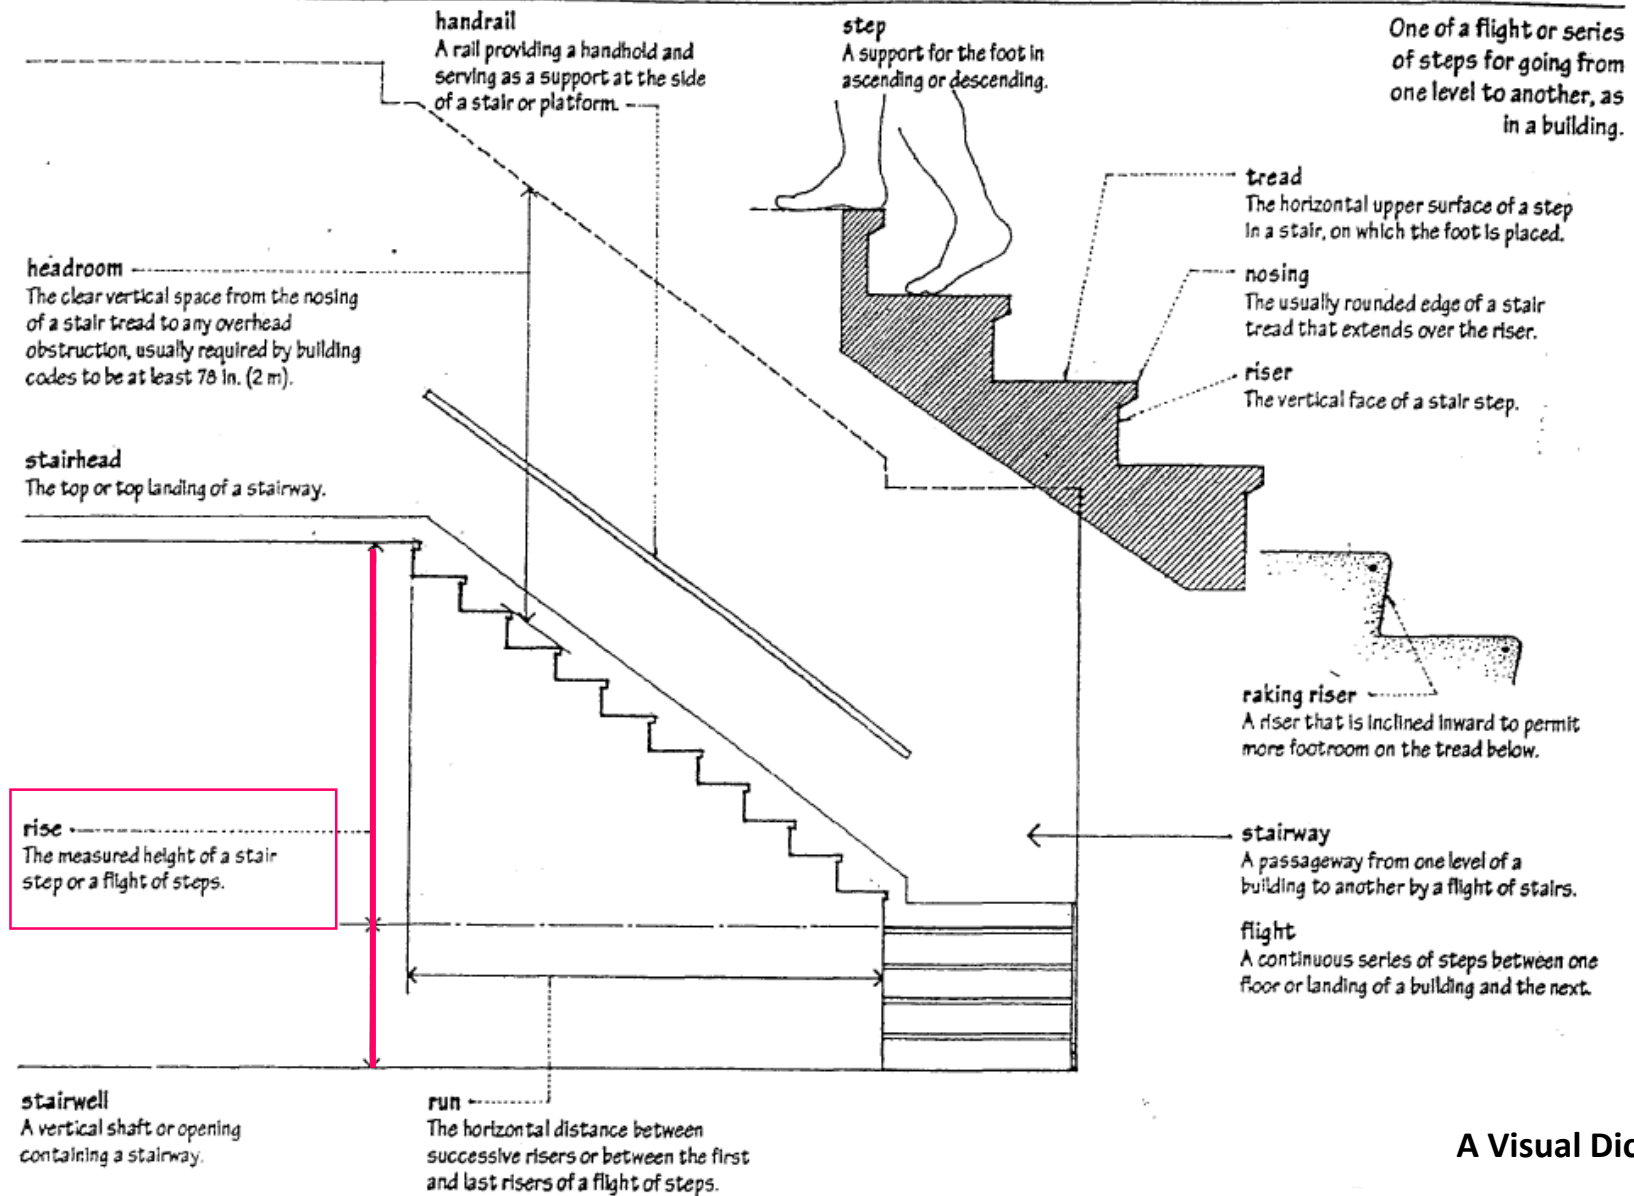 handrail
A rail providing a handhold and
serving as a support at the side
of a stair or platform.
step
A support for the foot in
ascending or descending.
One of a flight or series
of steps for going from
one level to another, as
in a building.
tread
The horizontal upper surface of a step
in a stair, on which the foot is placed.
nosing
The usually rounded edge of a stair
tread that extends over the riser.
riser
The vertical face of a stair step.
headroom
The clear vertical space from the nosing
of a stair tread to any overhead
obstruction, usually required by building
codes to be at least 78 in. (2 m).
stairhead
The top or top landing of a stairway.
raking riser
A riser that is inclined inward to permit
more footroom on the tread below.
rise
The measured height of a stair
step or a flight of steps.
stairway
A passageway from one level of a
building to another by a flight of stairs.
flight
A continuous series of steps between one
floor or landing of a building and the next.
stairwell
A vertical shaft or opening
containing a stairway.
run
The horizontal distance between
successive risers or between the first
and last risers of a flight of steps.
A Visual Dic